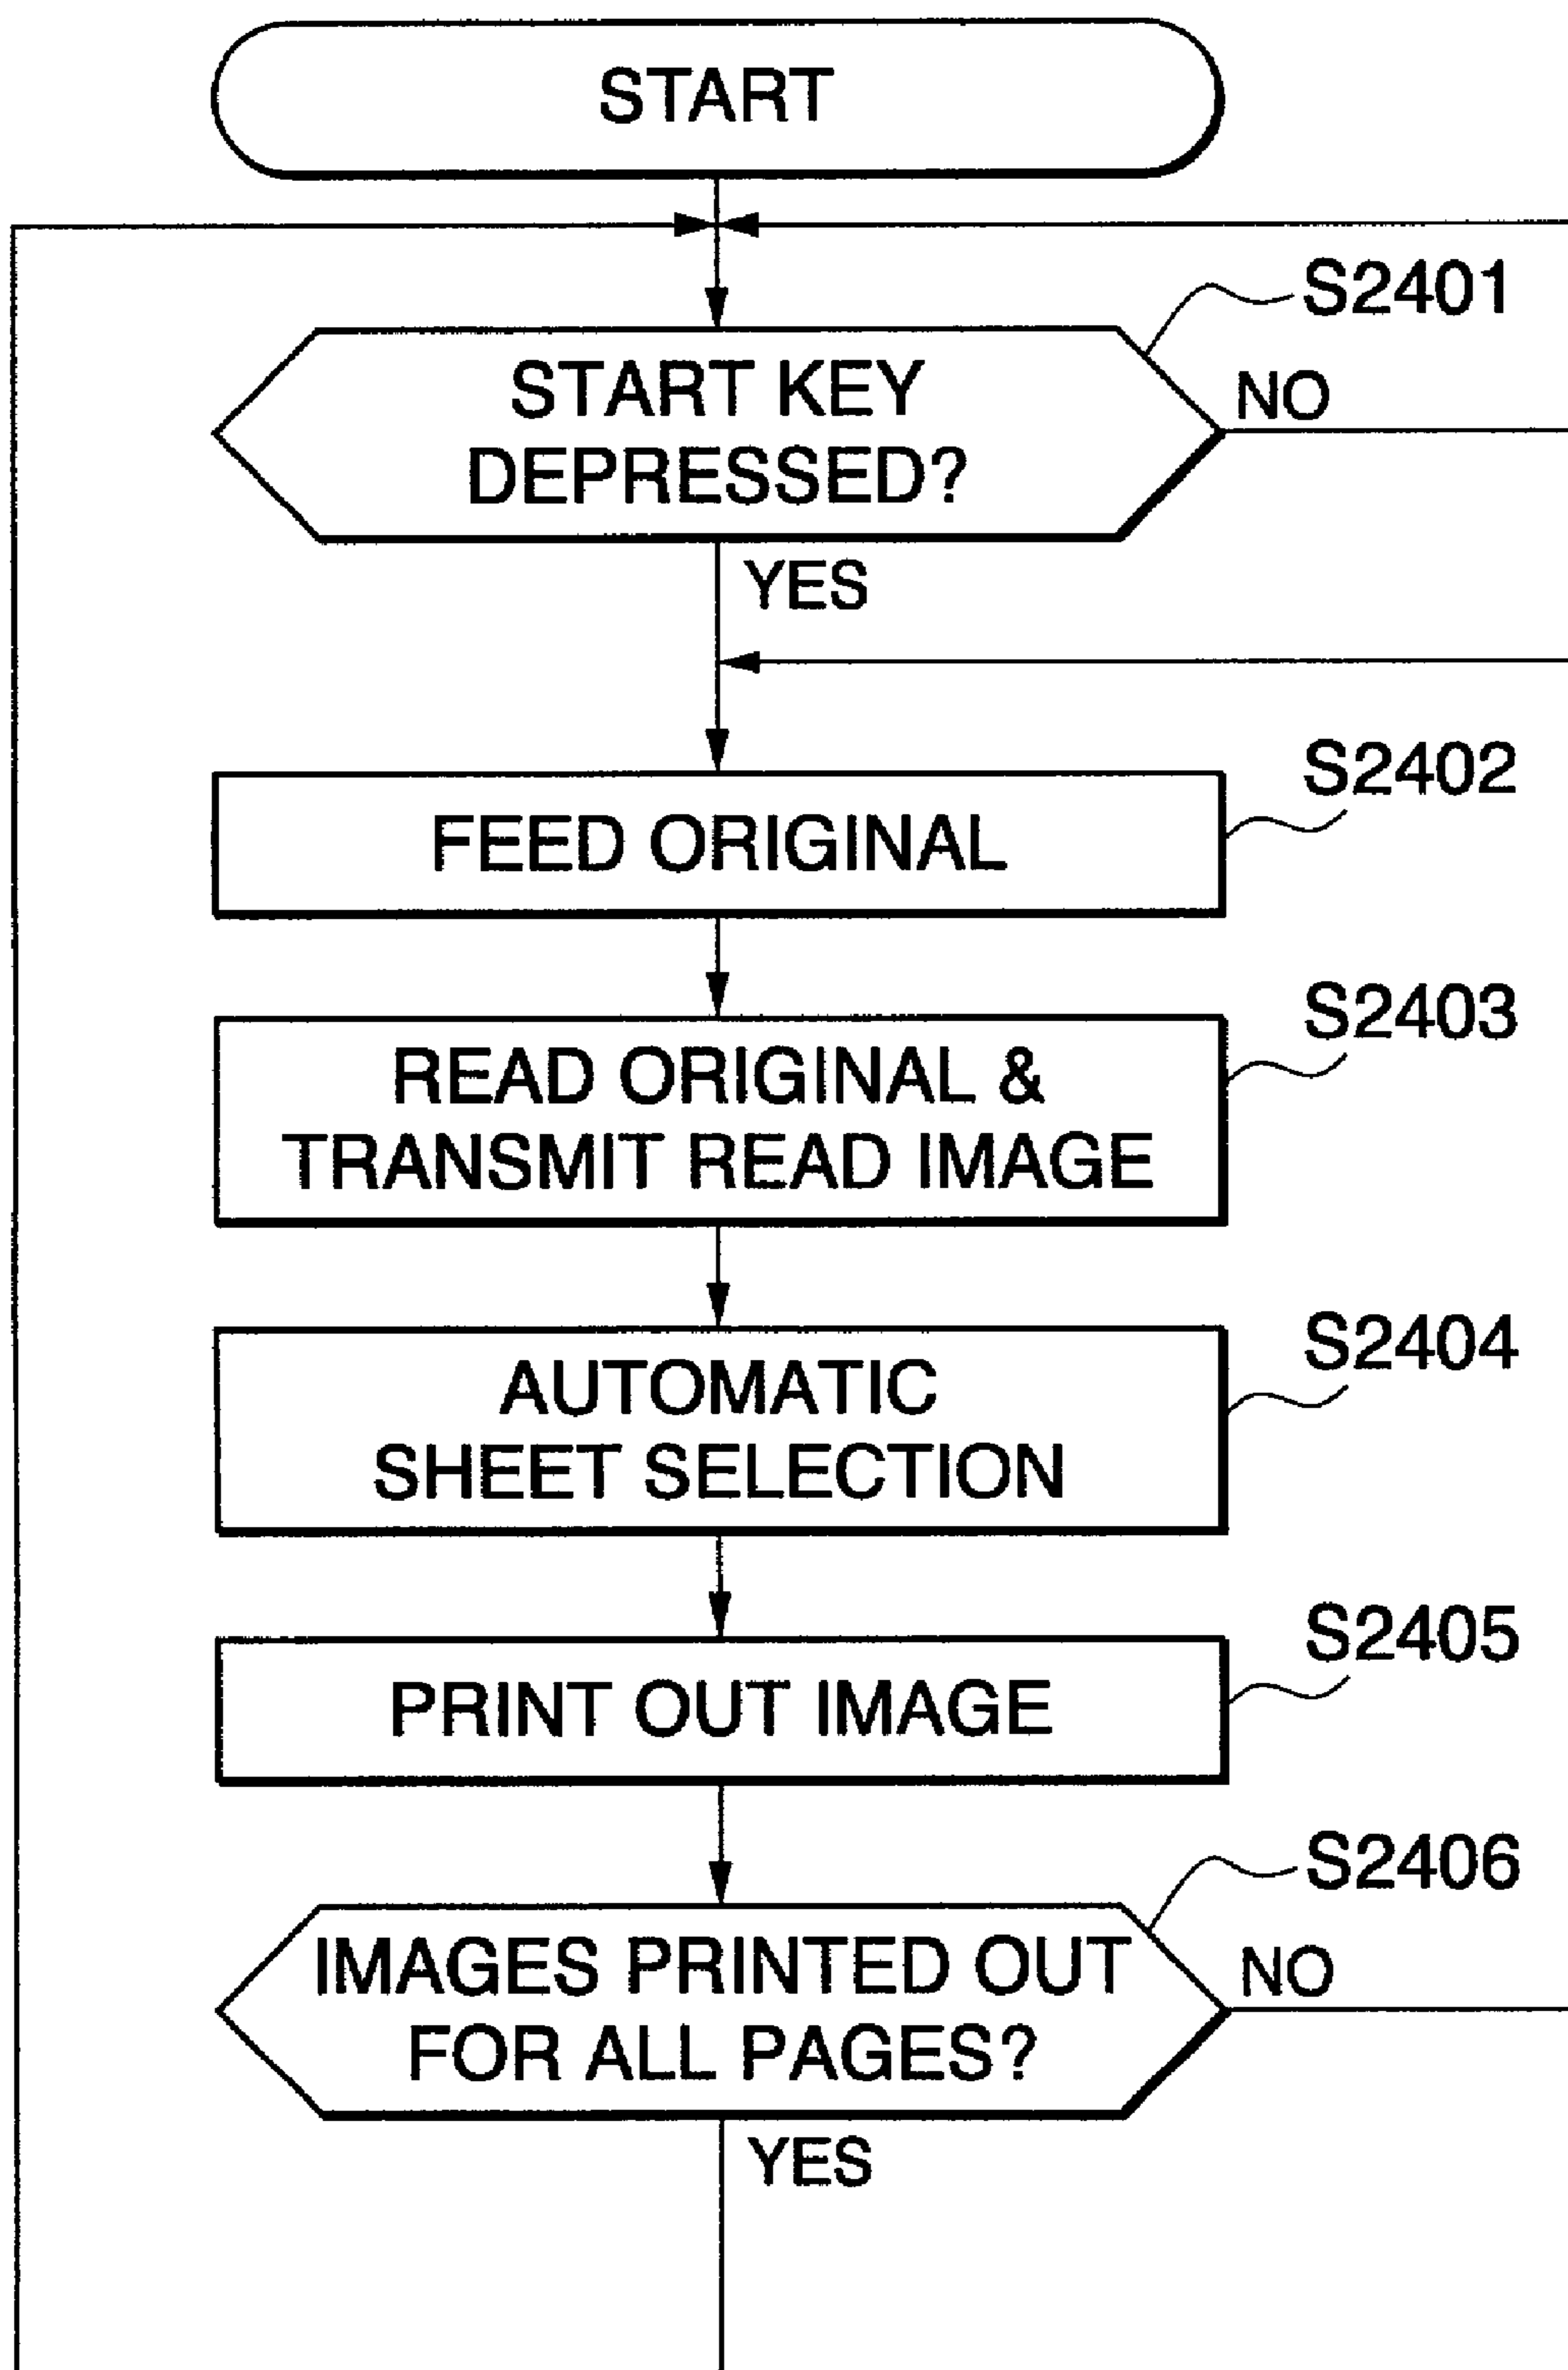 START
S2401
START KEY
NO
DEPRESSED?
YES
S2402
FEED ORIGINAL
S2403
READ ORIGINAL &
TRANSMIT READ IMAGE
S2404
AUTOMATIC
SHEET SELECTION
S2405
PRINT OUT IMAGE
S2406
IMAGES PRINTED OUT
NO
FOR ALL PAGES?
YES